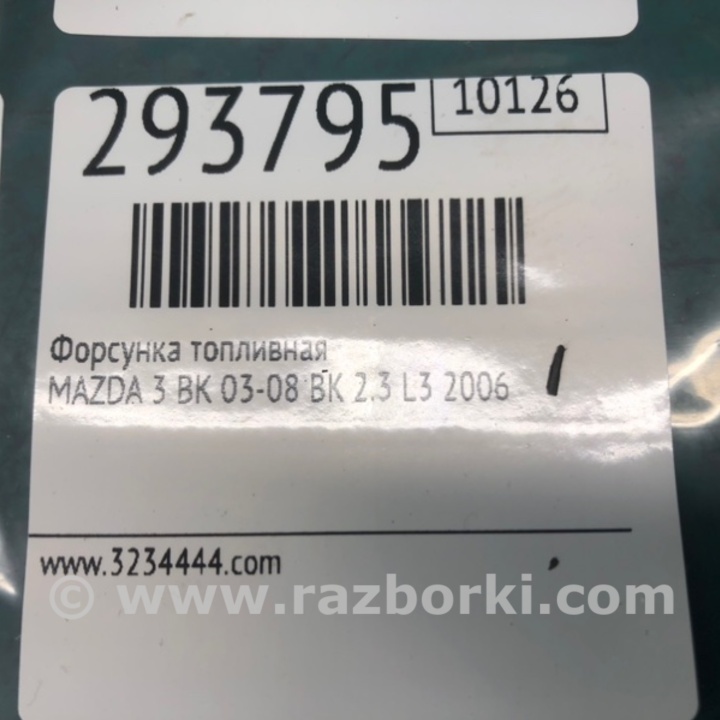 293795
10126
Форсунка топливная
MAZDA 3 BK 03-08 BK 2.3 L3 2006
www.3234444.com
© www.razborki.com